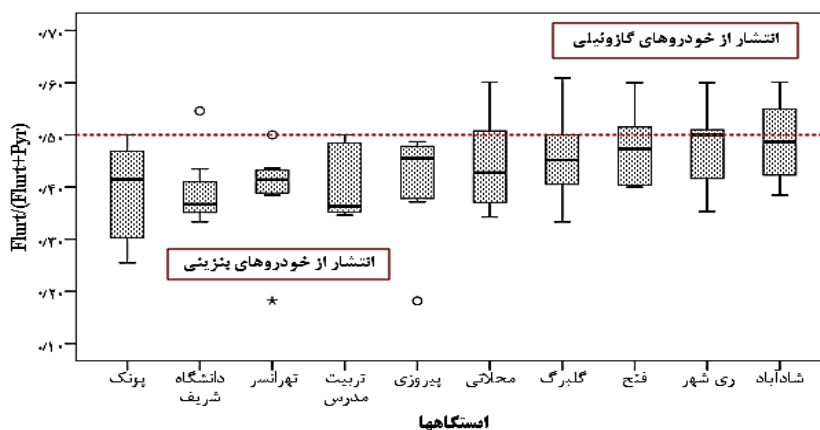 انتشار از خودروهای گازوئیلی
انتشار از خودروهای بنزینی
Flurt/(Flurt+Pyr)
۰/۷۰
۰/۶۰
۰/۵۰
۰/۴۰
۰/۳۰
۰/۲۰
۰/۱۰
پونک
دانشگاه
شریف
تهرانسر
تربیت
مدرس
پیروزی
محلاتی
گلبرگ
فتح
ری شهر
شادآباد
ایستگاهها